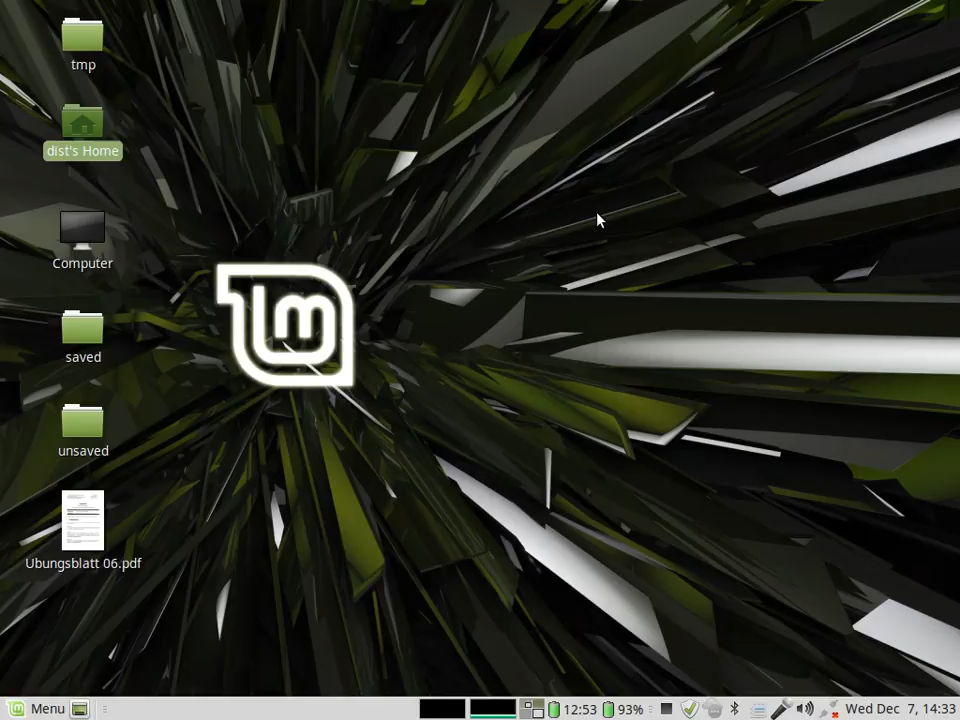 tmp
dist's Home
Computer
saved
unsaved
Ubungsblatt 06.pdf
Menu
12:53
93%
Wed Dec 7, 14:33